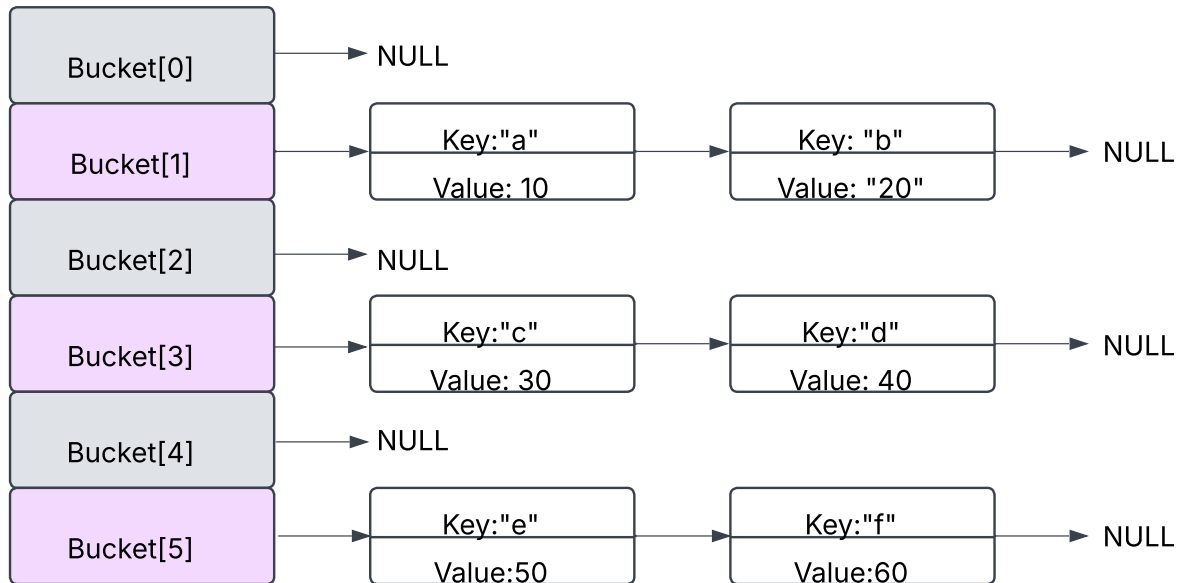 Bucket[0]
NULL
Bucket[1]
Key:"a"
Value: 10
Key: "b"
Value: "20"
NULL
Bucket[2]
NULL
Bucket[3]
Key:"c"
Value: 30
Key:"d"
Value: 40
NULL
Bucket[4]
NULL
Bucket[5]
Key:"e"
Value:50
Key:"f"
Value:60
NULL